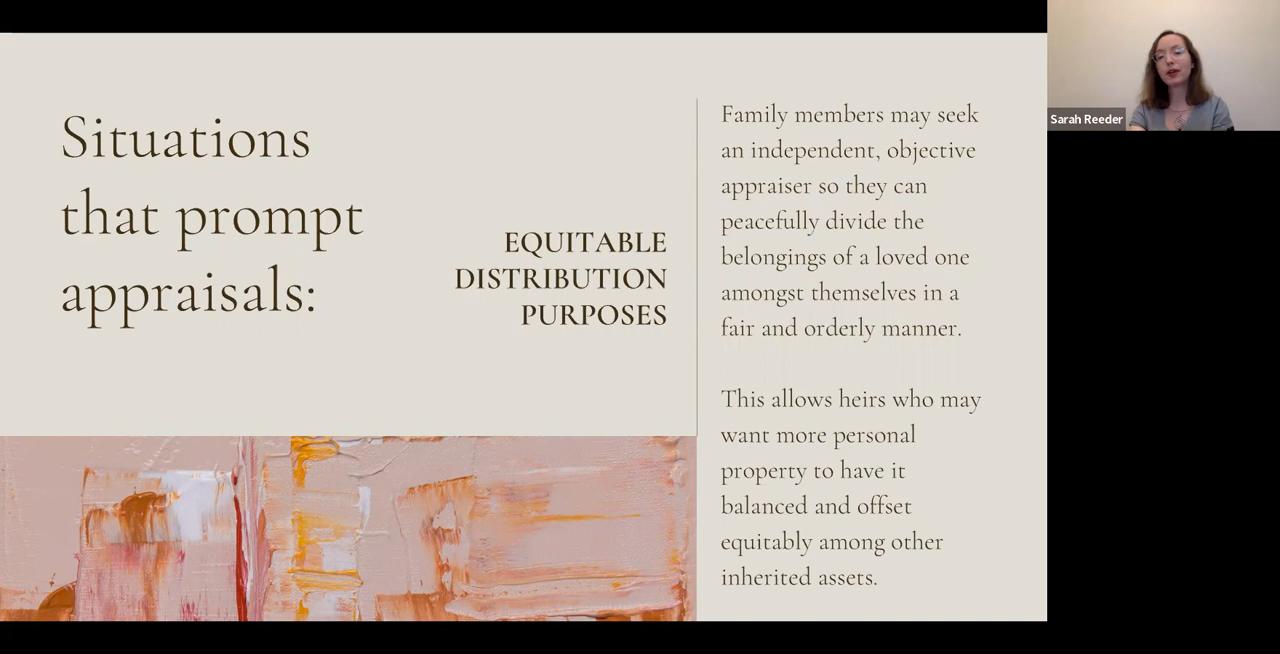 Situations
that prompt
appraisals:
EQUITABLE
DISTRIBUTION
PURPOSES
Family members may seek
an independent, objective
appraiser so they can
peacefully divide the
belongings of a loved one
amongst themselves in a
fair and orderly manner.
This allows heirs who may
want more personal
property to have it
balanced and offset
equitably among other
inherited assets.
Sarah Reeder